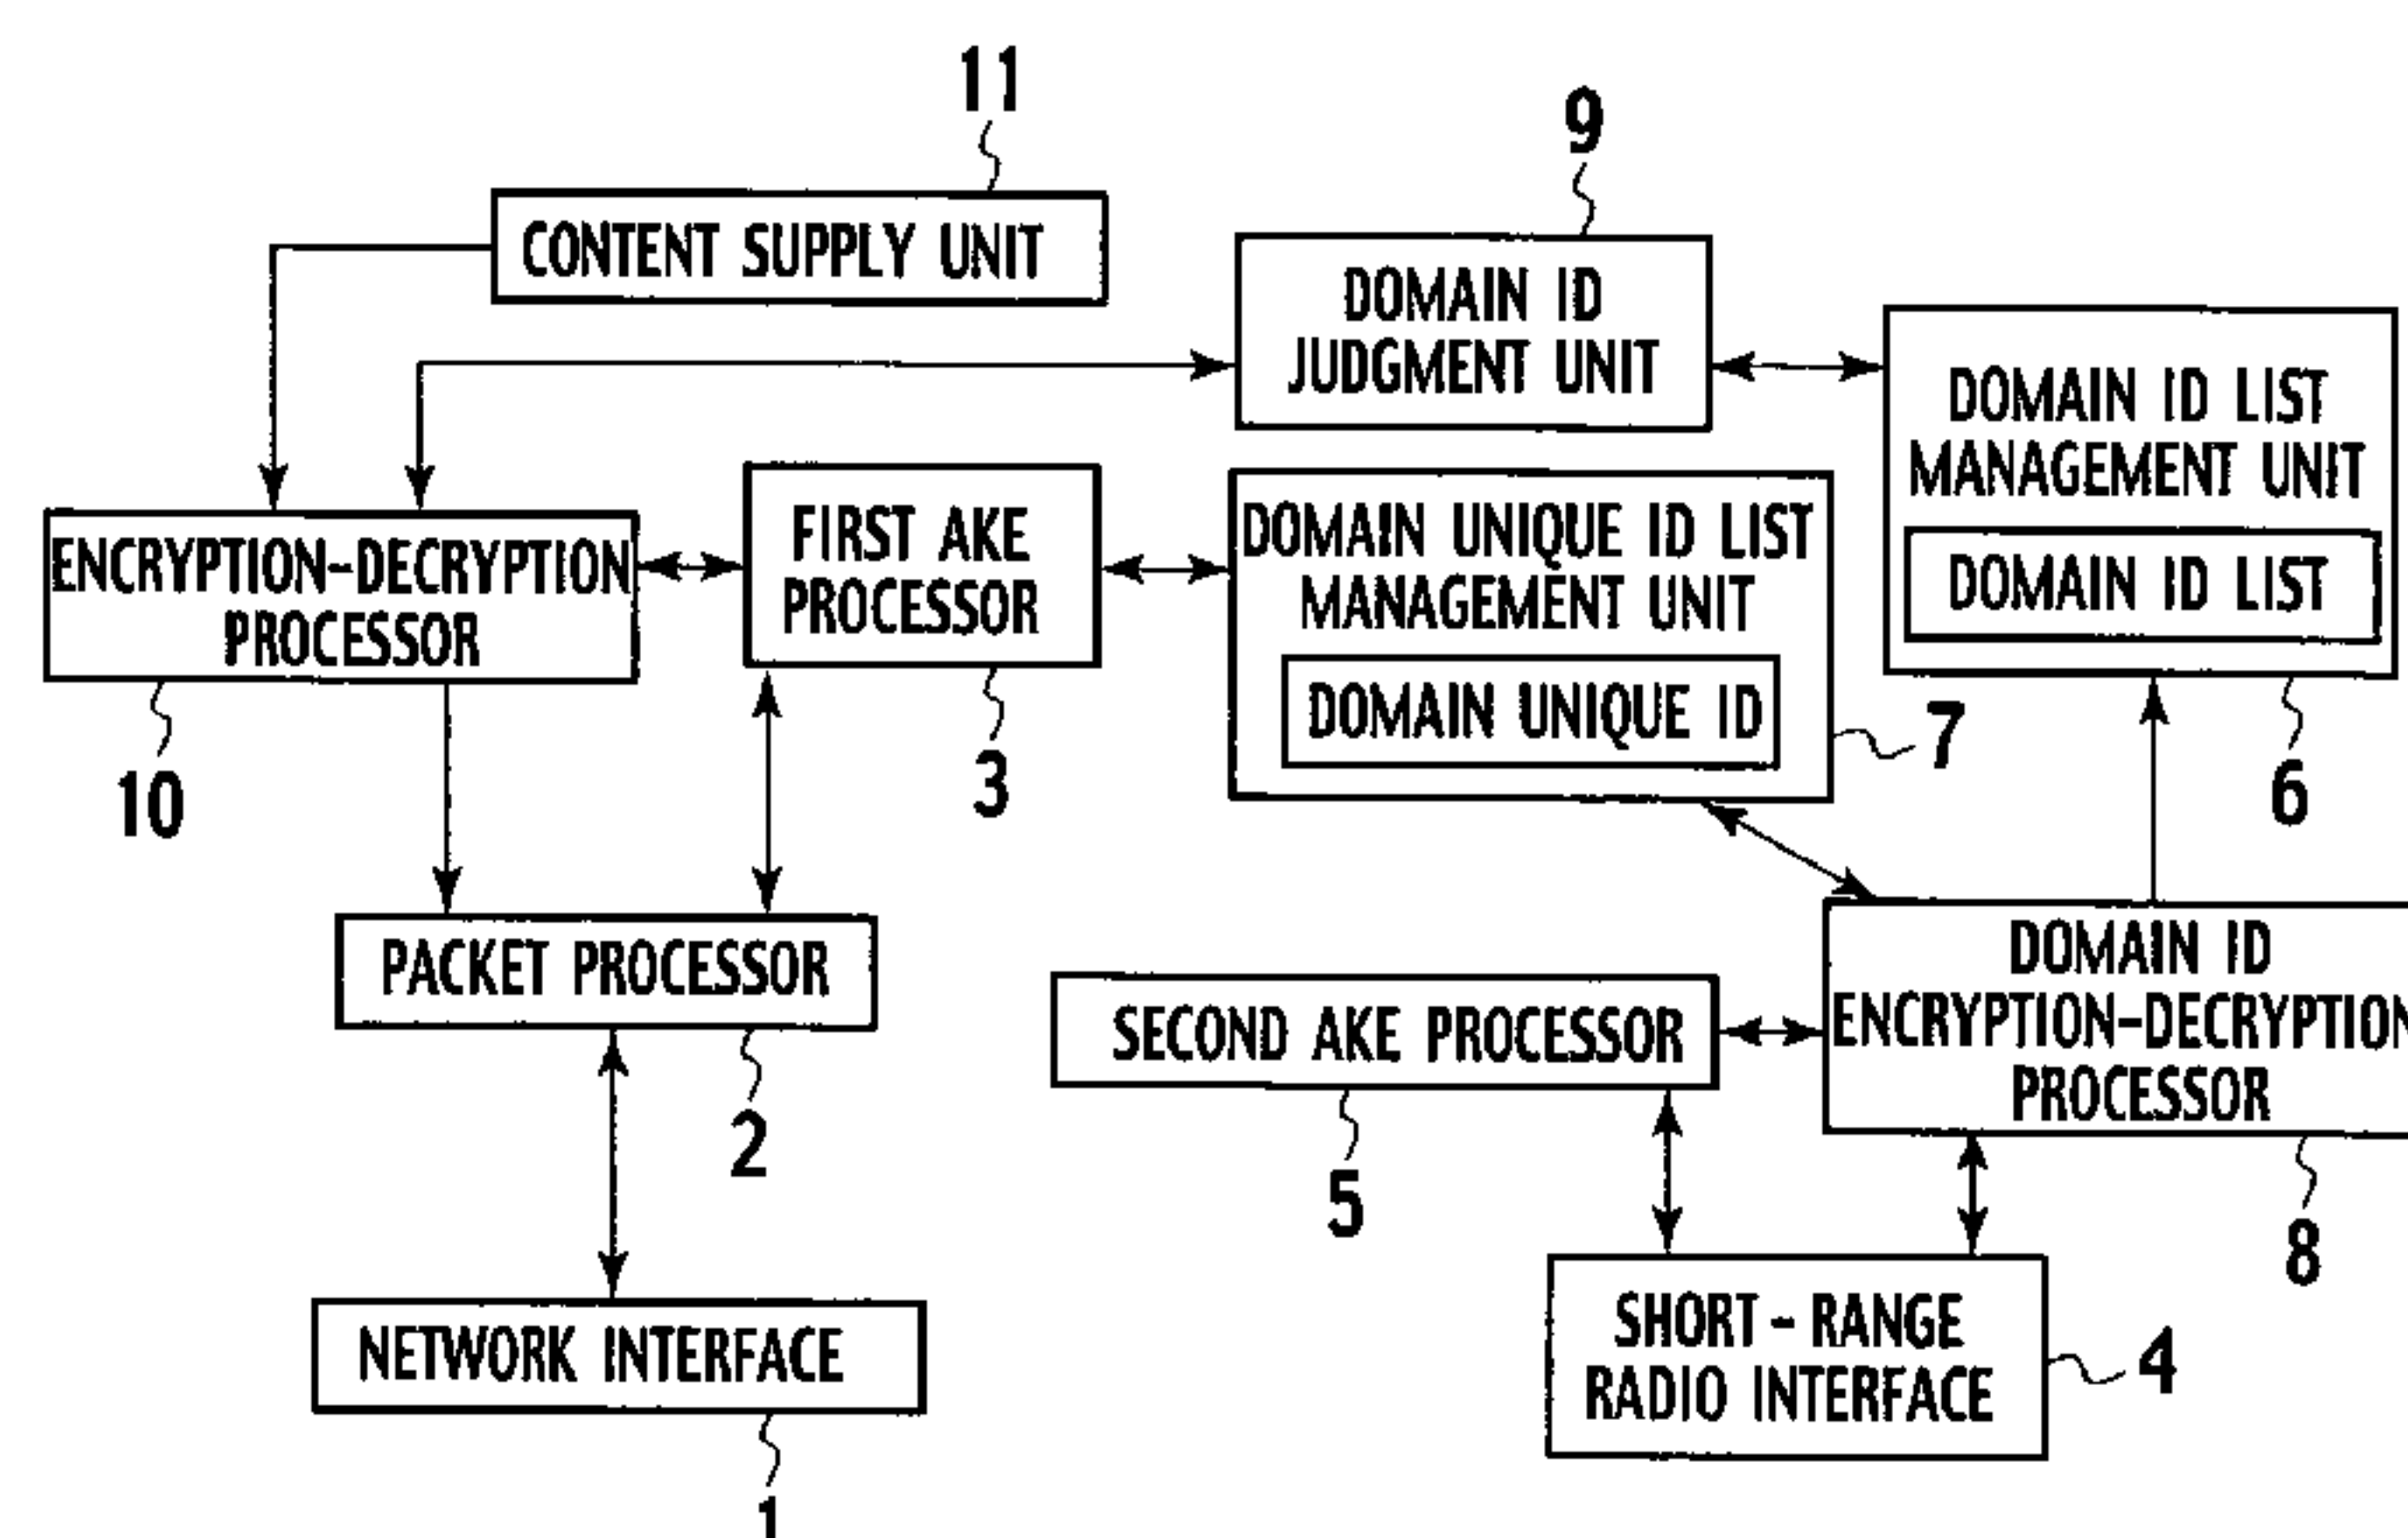 11
9
CONTENT SUPPLY UNIT
DOMAIN ID
JUDGMENT UNIT
DOMAIN ID LIST
MANAGEMENT UNIT
DOMAIN ID LIST
6
ENCRYPTION-DECRYPTION
PROCESSOR
10
FIRST AKE
PROCESSOR
3
DOMAIN UNIQUE ID LIST
MANAGEMENT UNIT
DOMAIN UNIQUE ID
7
PACKET PROCESSOR
2
SECOND AKE PROCESSOR
5
DOMAIN ID
ENCRYPTION-DECRYPTION
PROCESSOR
8
NETWORK INTERFACE
1
SHORT-RANGE
RADIO INTERFACE
4